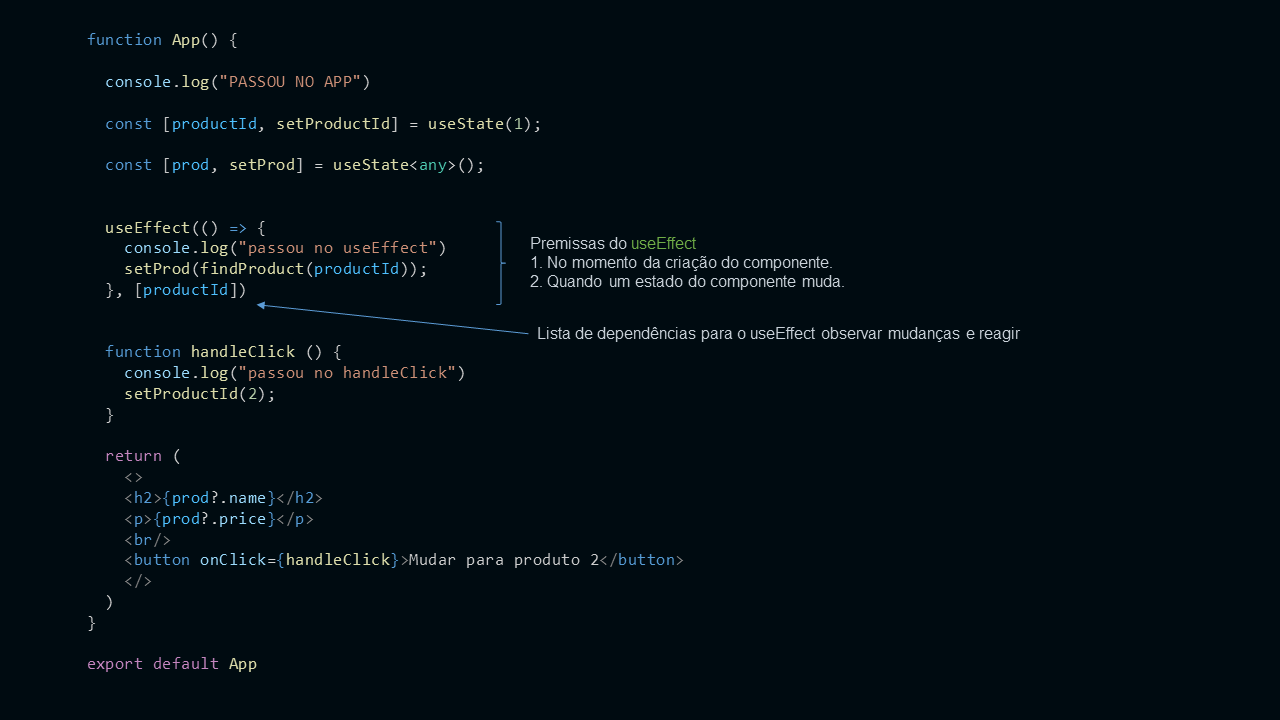 function App() {
console.log("PASSOU NO APP")
const [productId, setProductId] = useState(1);
const [prod, setProd] = useState<any>();
useEffect(() => {
console.log("passou no useEffect")
setProd(findProduct(productId));
}, [productId])
Premissas do useEffect
1. No momento da criação do componente.
2. Quando um estado do componente muda.
Lista de dependências para o useEffect observar mudanças e reagir
function handleClick () {
console.log("passou no handleClick")
setProductId(2);
}
return (
<>
<h2>{prod?.name}</h2>
<p>{prod?.price}</p>
<br/>
<button onClick={handleClick}>Mudar para produto 2</button>
</>
)
}
export default App